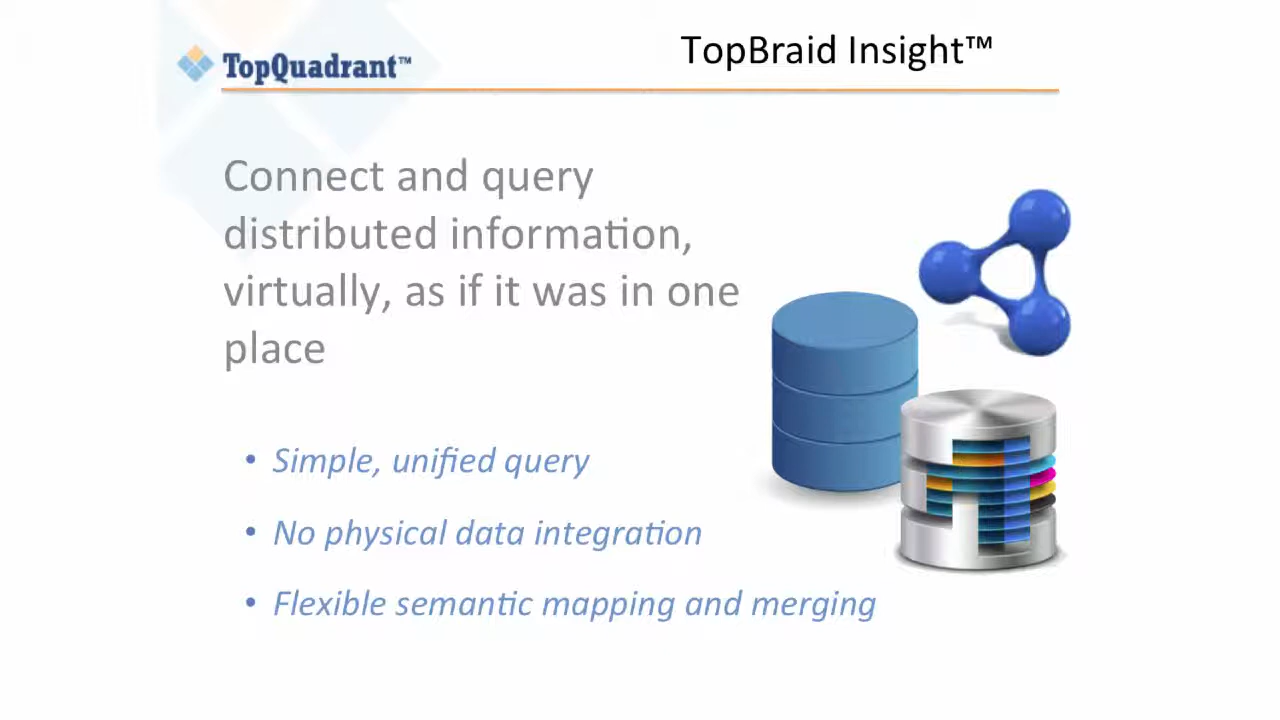 TopQuadrant™
TopBraid Insight™
Connect and query
distributed information,
virtually, as if it was in one
place
• Simple, unified query
• No physical data integration
• Flexible semantic mapping and merging